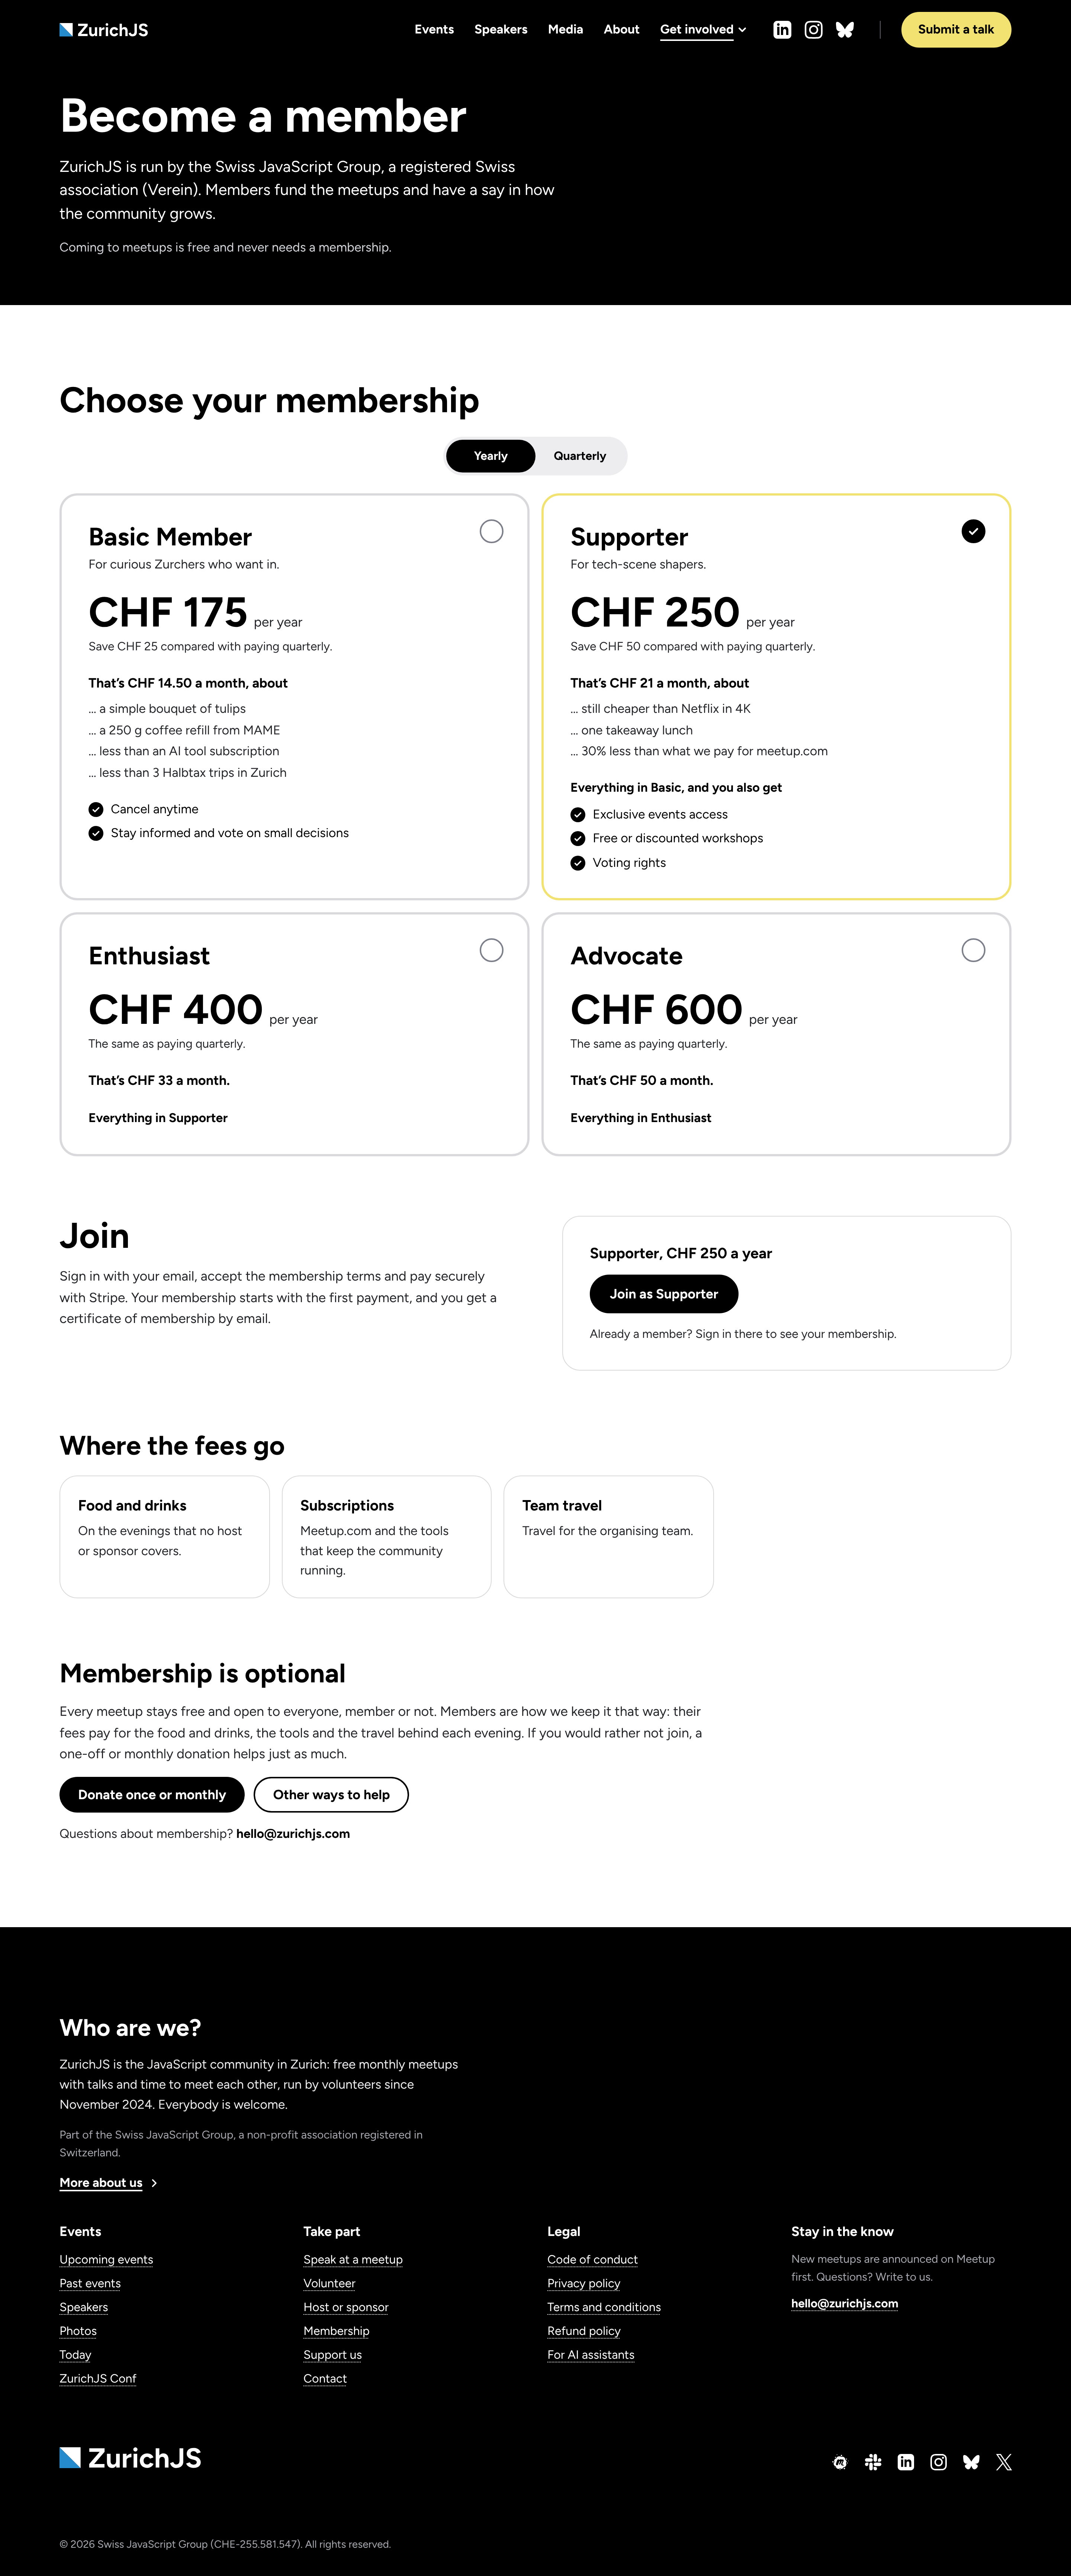 ZurichJS
Events
Speakers
Media
About
Get involved
Submit a talk
Become a member
ZurichJS is run by the Swiss JavaScript Group, a registered Swiss
association (Verein). Members fund the meetups and have a say in how
the community grows.
Coming to meetups is free and never needs a membership.
Choose your membership
Yearly
Quarterly
Basic Member
For curious Zurchers who want in.
CHF 175 per year
Save CHF 25 compared with paying quarterly.
That's CHF 14.50 a month, about
... a simple bouquet of tulips
... a 250 g coffee refill from MAME
... less than an AI tool subscription
... less than 3 Halbtax trips in Zurich
Cancel anytime
Stay informed and vote on small decisions
Supporter
For tech-scene shapers.
CHF 250 per year
Save CHF 50 compared with paying quarterly.
That's CHF 21 a month, about
... still cheaper than Netflix in 4K
... one takeaway lunch
... 30% less than what we pay for meetup.com
Everything in Basic, and you also get
Exclusive events access
Free or discounted workshops
Voting rights
Enthusiast
CHF 400 per year
The same as paying quarterly.
That's CHF 33 a month.
Everything in Supporter
Advocate
CHF 600 per year
The same as paying quarterly.
That's CHF 50 a month.
Everything in Enthusiast
Join
Sign in with your email, accept the membership terms and pay securely
with Stripe. Your membership starts with the first payment, and you get a
certificate of membership by email.
Supporter, CHF 250 a year
Join as Supporter
Already a member? Sign in there to see your membership.
Where the fees go
Food and drinks
On the evenings that no host
or sponsor covers.
Subscriptions
Meetup.com and the tools
that keep the community
running.
Team travel
Travel for the organising team.
Membership is optional
Every meetup stays free and open to everyone, member or not. Members are how we keep it that way: their
fees pay for the food and drinks, the tools and the travel behind each evening. If you would rather not join, a
one-off or monthly donation helps just as much.
Donate once or monthly
Other ways to help
Questions about membership? hello@zurichjs.com
Who are we?
ZurichJS is the JavaScript community in Zurich: free monthly meetups
with talks and time to meet each other, run by volunteers since
November 2024. Everybody is welcome.
Part of the Swiss JavaScript Group, a non-profit association registered in
Switzerland.
More about us
Events
Upcoming events
Past events
Speakers
Photos
Today
ZurichJS Conf
Take part
Speak at a meetup
Volunteer
Host or sponsor
Membership
Support us
Contact
Legal
Code of conduct
Privacy policy
Terms and conditions
Refund policy
For AI assistants
Stay in the know
New meetups are announced on Meetup
first. Questions? Write to us.
hello@zurichjs.com
ZurichJS
© 2026 Swiss JavaScript Group (CHE-255.581.547). All rights reserved.